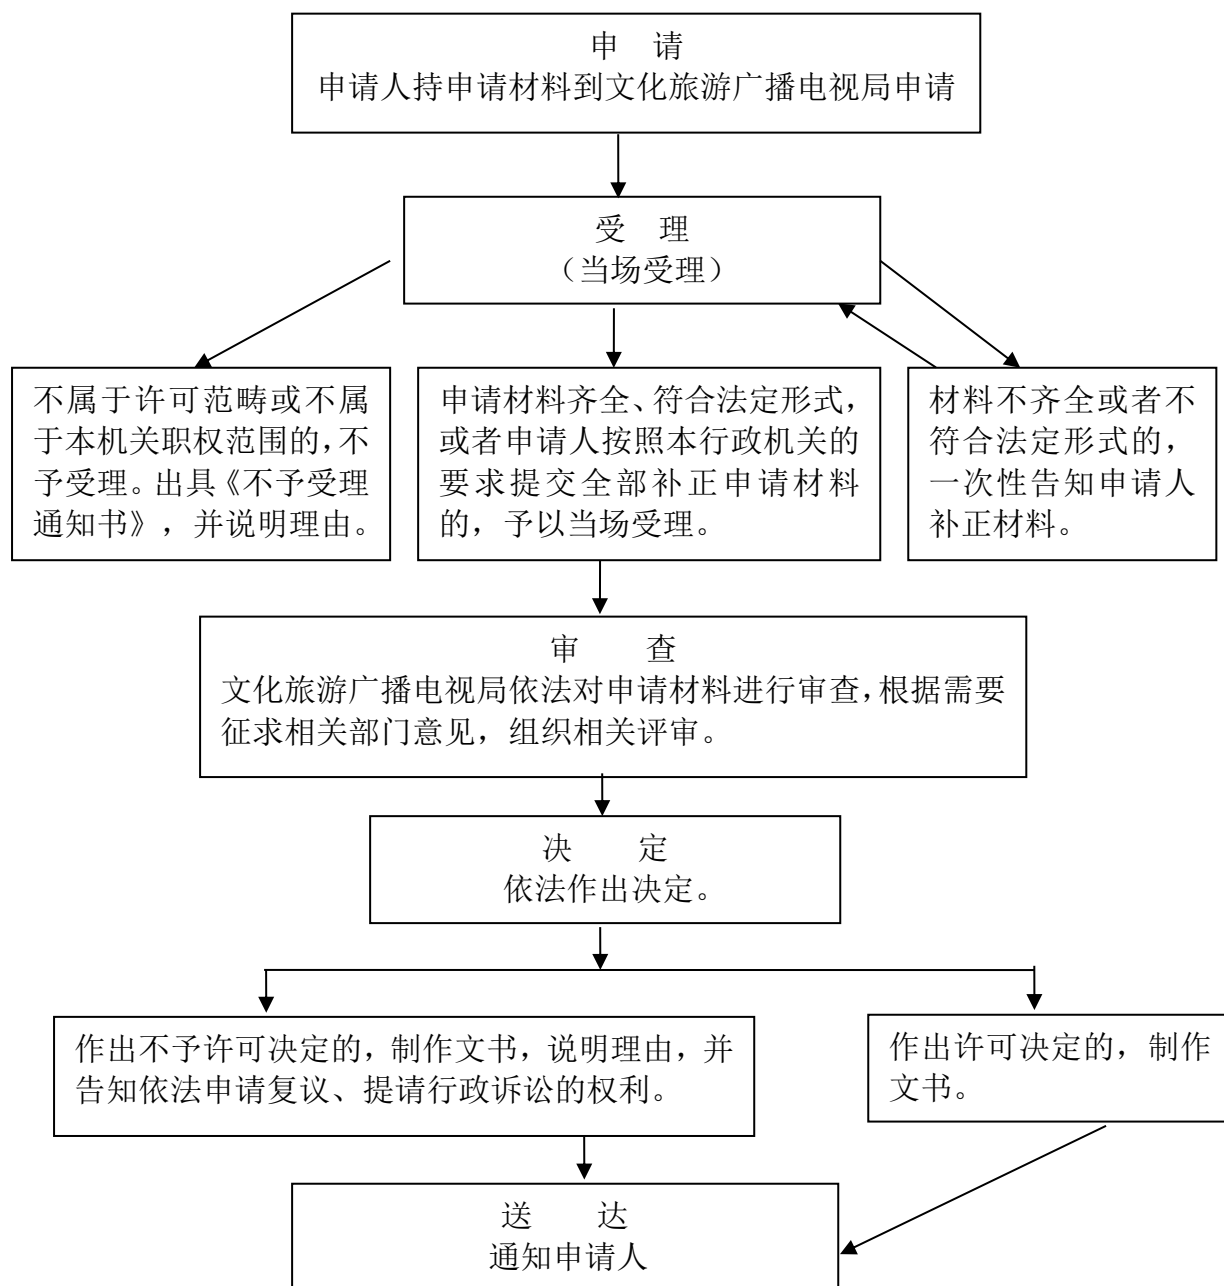 申 请
申请人持申请材料到文化旅游广播电视局申请
受 理
（当场受理）
不属于许可范畴或不属
于本机关职权范围的，不
予受理。出具《不予受理
通知书》，并说明理由。
申请材料齐全、符合法定形式，
或者申请人按照本行政机关的
要求提交全部补正申请材料
的，予以当场受理。
材料不齐全或者不
符合法定形式的，
一次性告知申请人
补正材料。
审 查
文化旅游广播电视局依法对申请材料进行审查，根据需要
征求相关部门意见，组织相关评审。
决 定
依法作出决定。
作出不予许可决定的，制作文书，说明理由，并
告知依法申请复议、提请行政诉讼的权利。
作出许可决定的，制作
文书。
送 达
通知申请人